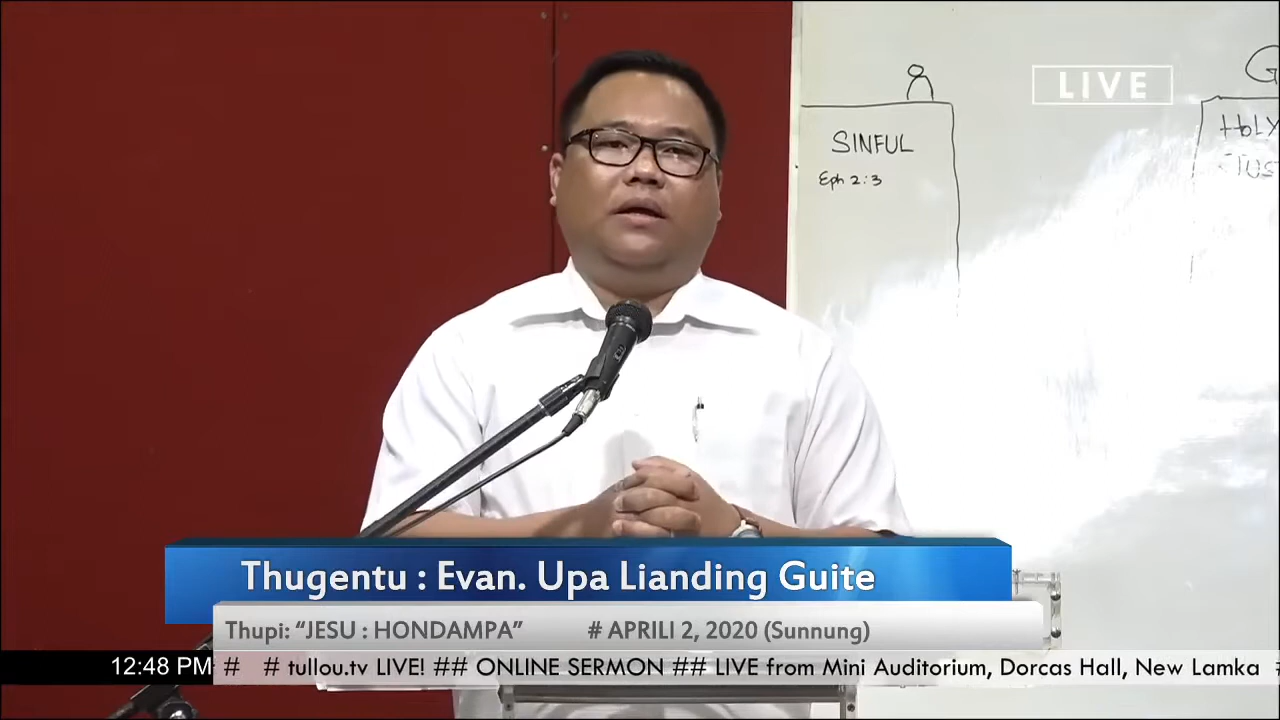 LIVE
SINFUL
Eph 2:3
HOLY
Thugentu : Evan. Upa Lianding Guite
Thupi: “JESU : HONDAMPA” # APRILI 2, 2020 (Sunnung)
12:48 PM # # tullou.tv LIVE! ## ONLINE SERMON ## LIVE from Mini Auditorium, Dorcas Hall, New Lamka #